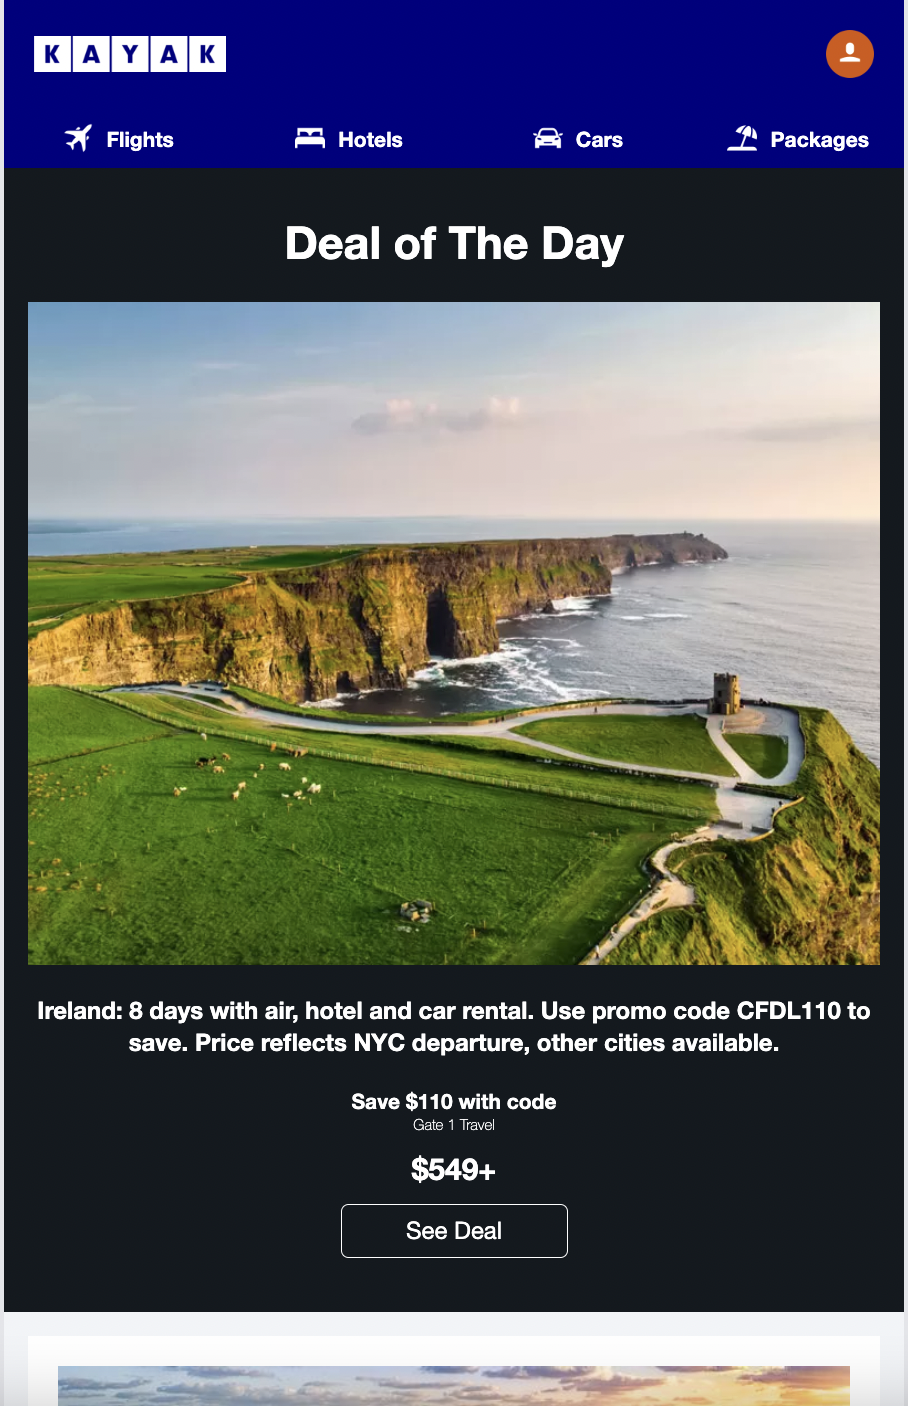 KAYAK
Flights Hotels Cars Packages
Deal of The Day
Ireland: 8 days with air, hotel and car rental. Use promo code CFDL110 to
save. Price reflects NYC departure, other cities available.
Save $110 with code
Gate 1 Travel
$549+
See Deal